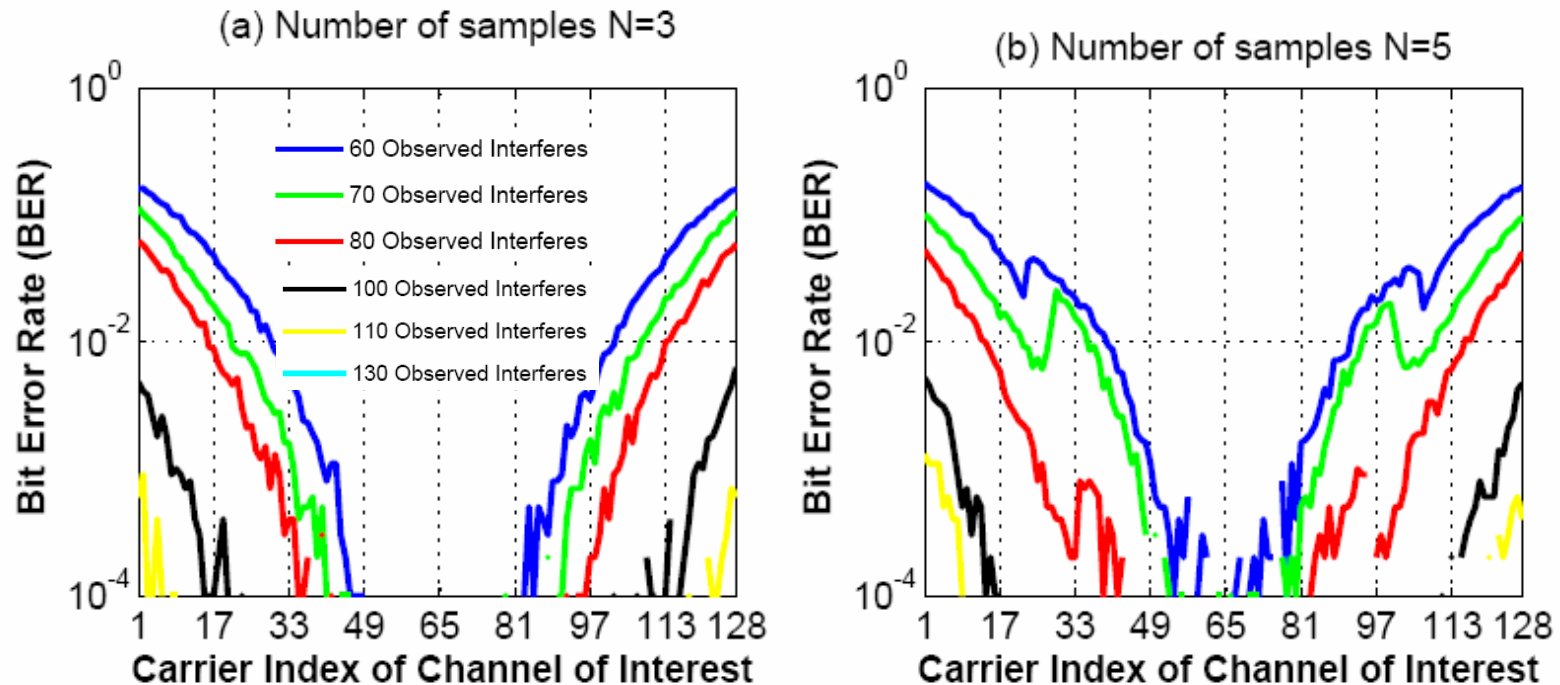 (a) Number of samples N=3
10^0
10^-2
10^-4
Bit Error Rate (BER)
60 Observed Interferes
70 Observed Interferes
80 Observed Interferes
100 Observed Interferes
110 Observed Interferes
130 Observed Interferes
1 17 33 49 65 81 97 113 128
Carrier Index of Channel of Interest
(b) Number of samples N=5
10^0
10^-2
10^-4
Bit Error Rate (BER)
1 17 33 49 65 81 97 113 128
Carrier Index of Channel of Interest